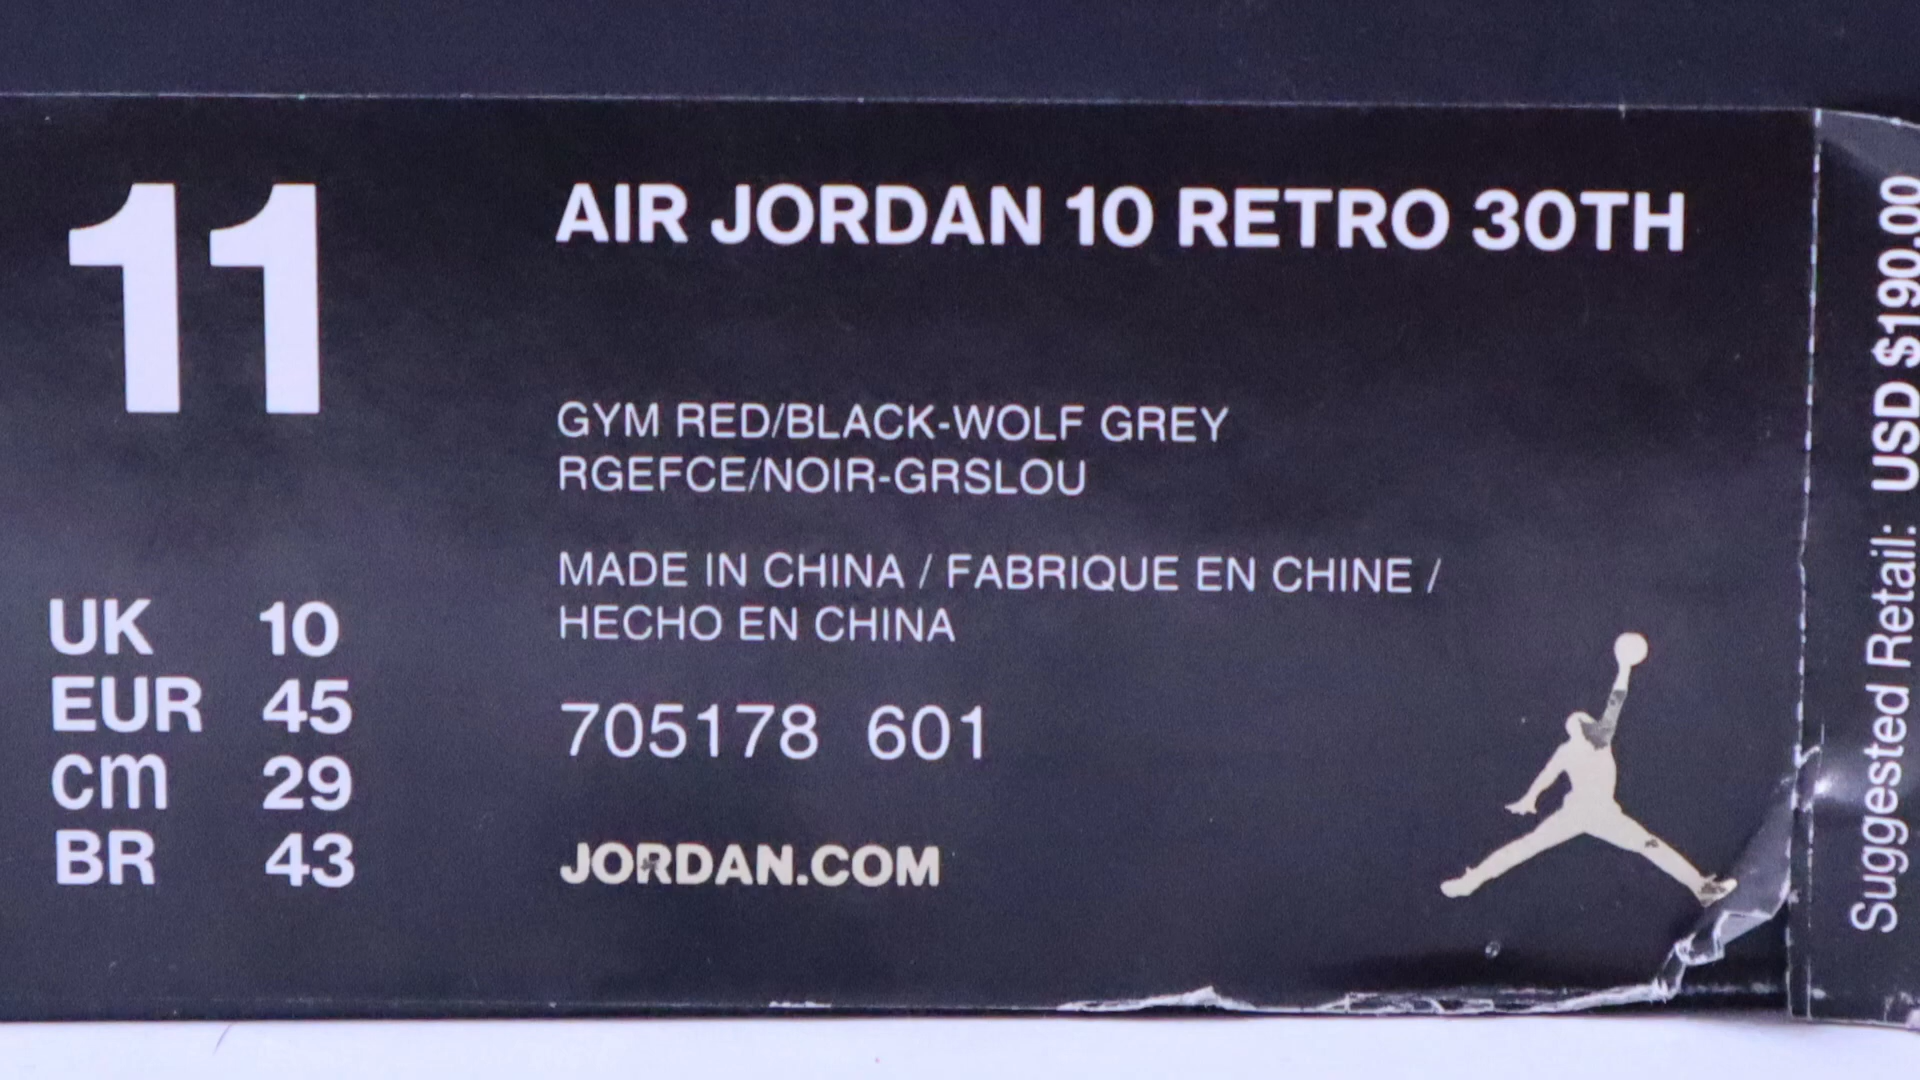 11
AIR JORDAN 10 RETRO 30TH
GYM RED/BLACK-WOLF GREY
RGEFCE/NOIR-GRSLOU
MADE IN CHINA / FABRIQUE EN CHINE /
HECHO EN CHINA
UK 10
EUR 45
cm 29
BR 43
705178 601
JORDAN.COM
Suggested Retail: USD $190.00